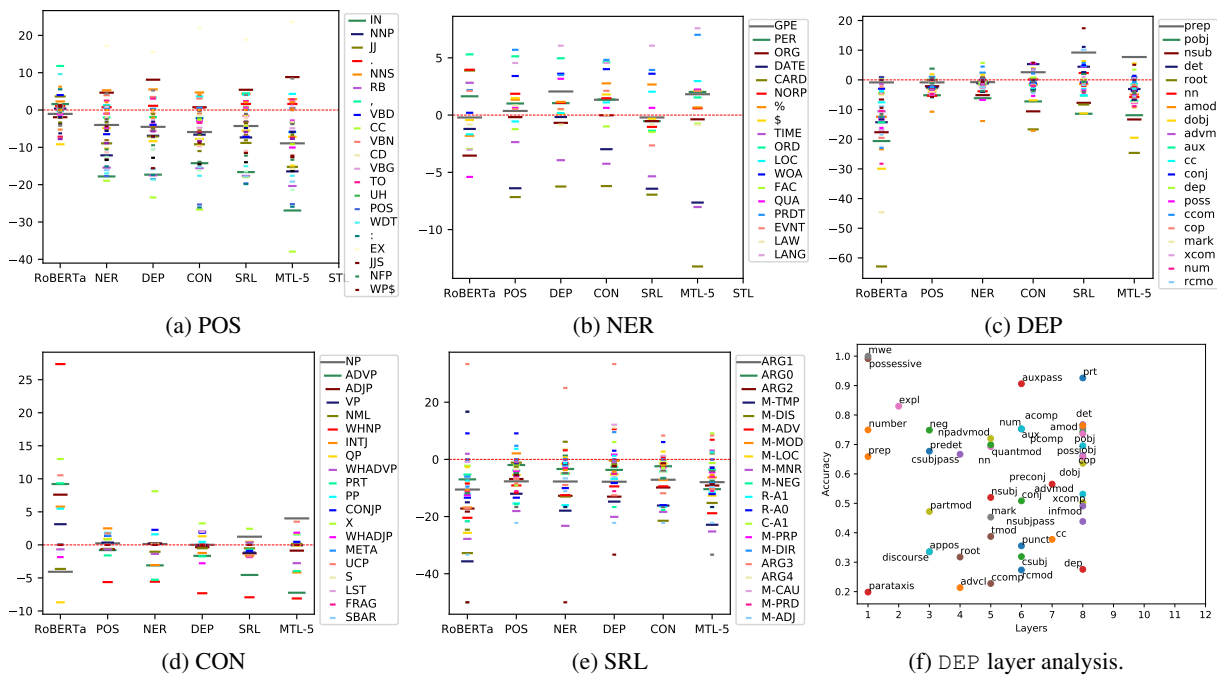 20
10
0
−10
−20
−30
−40
RoBERTa NER DEP CON SRL MTL-5 STL
IN
NNP
JJ
.
NNS
RB
,
VBD
CC
VBN
CD
VBG
TO
UH
POS
WDT
:
EX
JJS
NFP
WP$
(a) POS
5
0
−5
−10
RoBERTa POS DEP CON SRL MTL-5 STL
GPE
PER
ORG
DATE
CARD
NORP
%
$
TIME
ORD
LOC
WOA
FAC
QUA
PRDT
EVNT
LAW
LANG
(b) NER
20
10
0
−10
−20
−30
−40
−50
−60
RoBERTa POS NER CON SRL MTL-5
prep
pobj
nsub
det
root
nn
amod
dobj
advm
aux
cc
conj
dep
poss
ccom
cop
mark
xcom
num
rcmo
(c) DEP
25
20
15
10
5
0
−5
−10
RoBERTa POS NER DEP SRL MTL-5
NP
ADVP
ADJP
VP
NML
WHNP
INTJ
QP
WHADVP
PRT
PP
CONJP
X
WHADJP
META
UCP
S
LST
FRAG
SBAR
(d) CON
20
0
−20
−40
RoBERTa POS NER DEP CON MTL-5
ARG1
ARG0
ARG2
M-TMP
M-DIS
M-ADV
M-MOD
M-LOC
M-MNR
M-NEG
R-A1
R-A0
C-A1
M-PRP
M-DIR
ARG3
ARG4
M-CAU
M-PRD
M-ADJ
(e) SRL
Accuracy
1.0
0.9
0.8
0.7
0.6
0.5
0.4
0.3
0.2
mwe
possessive
auxpass
prt
expl
number
neg
num
acomp
det
amod
npadvmod
aux
pcomp
pobj
prep
predet
quantmod
poss
csubjpass
nn
dobj
preconj
nsubj
conj
advmod
xcomp
partmod
mark
infmod
nsubjpass
tmod
cc
appos
punct
discourse
root
csubj
dep
advcl
ccomp
rcmod
parataxis
1 2 3 4 5 6 7 8 9 10 11 12
Layers
(f) DEP layer analysis.